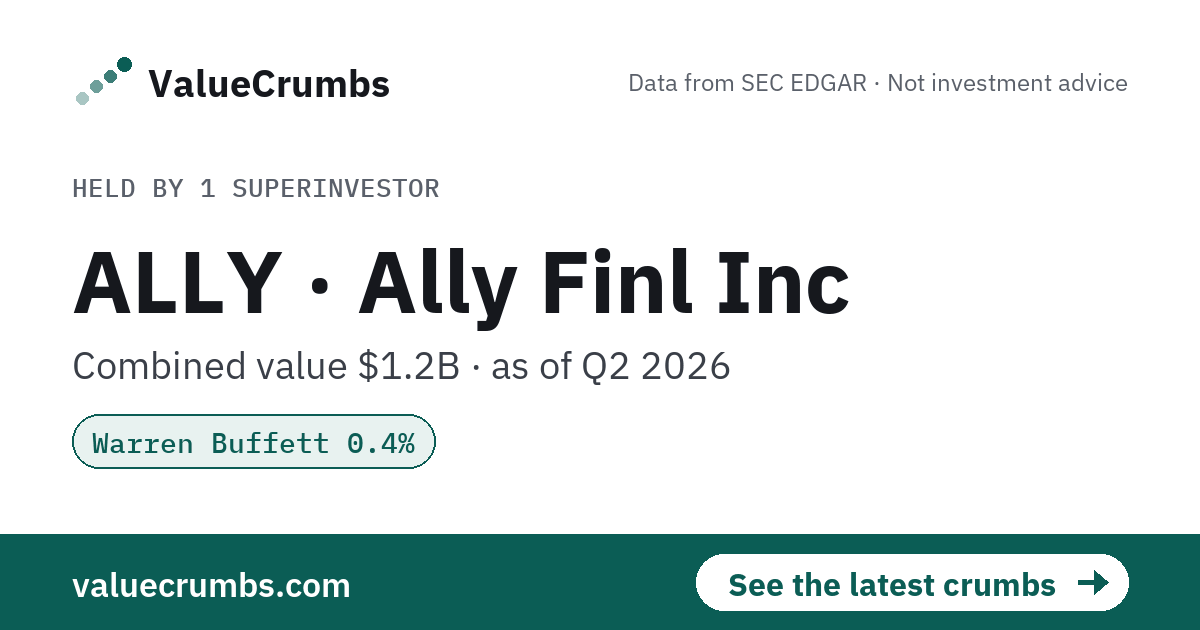 ValueCrumbs
Data from SEC EDGAR · Not investment advice
HELD BY 1 SUPERINVESTOR
ALLY · Ally Finl Inc
Combined value $1.2B · as of Q2 2026
Warren Buffett 0.4%
valuecrumbs.com
See the latest crumbs →